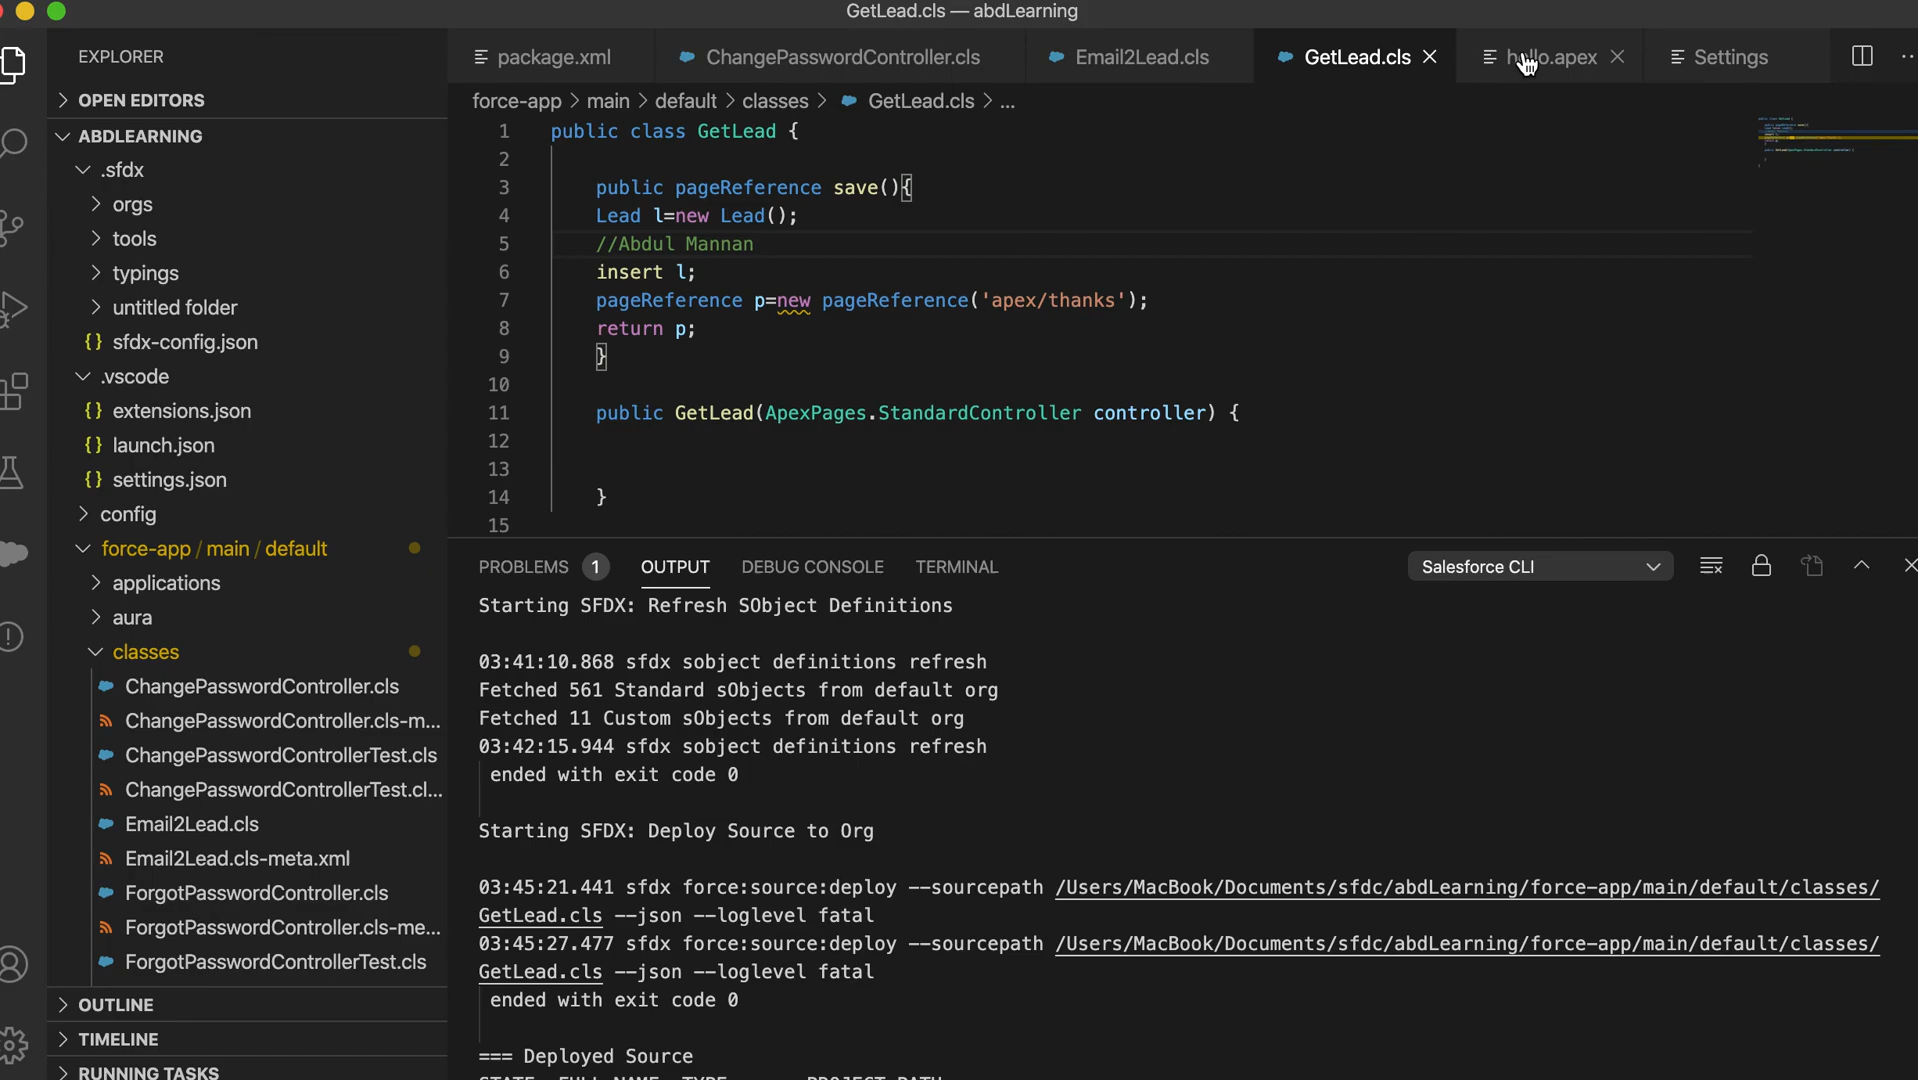 GetLead.cls — abdLearning
EXPLORER
OPEN EDITORS
ABDLEARNING
.sfdx
orgs
tools
typings
untitled folder
{} sfdx-config.json
.vscode
{} extensions.json
{} launch.json
{} settings.json
config
force-app / main / default
applications
aura
classes
ChangePasswordController.cls
ChangePasswordController.cls-m...
ChangePasswordControllerTest.cls
ChangePasswordControllerTest.cl...
Email2Lead.cls
Email2Lead.cls-meta.xml
ForgotPasswordController.cls
ForgotPasswordController.cls-me...
ForgotPasswordControllerTest.cls
OUTLINE
TIMELINE
RUNNING TASKS
package.xml ChangePasswordController.cls Email2Lead.cls GetLead.cls hello.apex Settings
force-app > main > default > classes > GetLead.cls > ...
1 public class GetLead {
2
3 public pageReference save(){
4 Lead l=new Lead();
5 //Abdul Mannan
6 insert l;
7 pageReference p=new pageReference('apex/thanks');
8 return p;
9 }
10
11 public GetLead(ApexPages.StandardController controller) {
12
13
14 }
15
PROBLEMS 1 OUTPUT DEBUG CONSOLE TERMINAL Salesforce CLI
Starting SFDX: Refresh SObject Definitions
03:41:10.868 sfdx sobject definitions refresh
Fetched 561 Standard sObjects from default org
Fetched 11 Custom sObjects from default org
03:42:15.944 sfdx sobject definitions refresh
ended with exit code 0
Starting SFDX: Deploy Source to Org
03:45:21.441 sfdx force:source:deploy --sourcepath /Users/MacBook/Documents/sfdc/abdLearning/force-app/main/default/classes/
GetLead.cls --json --loglevel fatal
03:45:27.477 sfdx force:source:deploy --sourcepath /Users/MacBook/Documents/sfdc/abdLearning/force-app/main/default/classes/
GetLead.cls --json --loglevel fatal
ended with exit code 0
=== Deployed Source
STATE FULL NAME TYPE PROJECT PATH